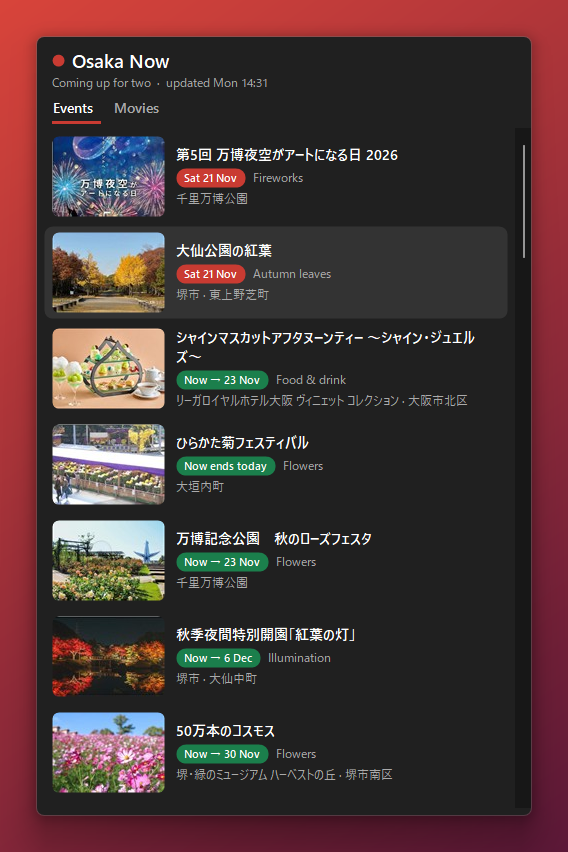 Osaka Now
Coming up for two · updated Mon 14:31
Events Movies
万博夜空が
アートになる日
第5回 万博夜空がアートになる日 2026
Sat 21 Nov Fireworks
千里万博公園
大仙公園の紅葉
Sat 21 Nov Autumn leaves
堺市 · 東上野芝町
シャインマスカットアフタヌーンティー ～シャイン・ジュエル
ズ～
Now → 23 Nov Food & drink
リーガロイヤルホテル大阪 ヴィニェット コレクション · 大阪市北区
ひらかた菊フェスティバル
Now ends today Flowers
大垣内町
万博記念公園　秋のローズフェスタ
Now → 23 Nov Flowers
千里万博公園
秋季夜間特別開園「紅葉の灯」
Now → 6 Dec Illumination
堺市 · 大仙中町
50万本のコスモス
Now → 30 Nov Flowers
堺・緑のミュージアム ハーベストの丘 · 堺市南区